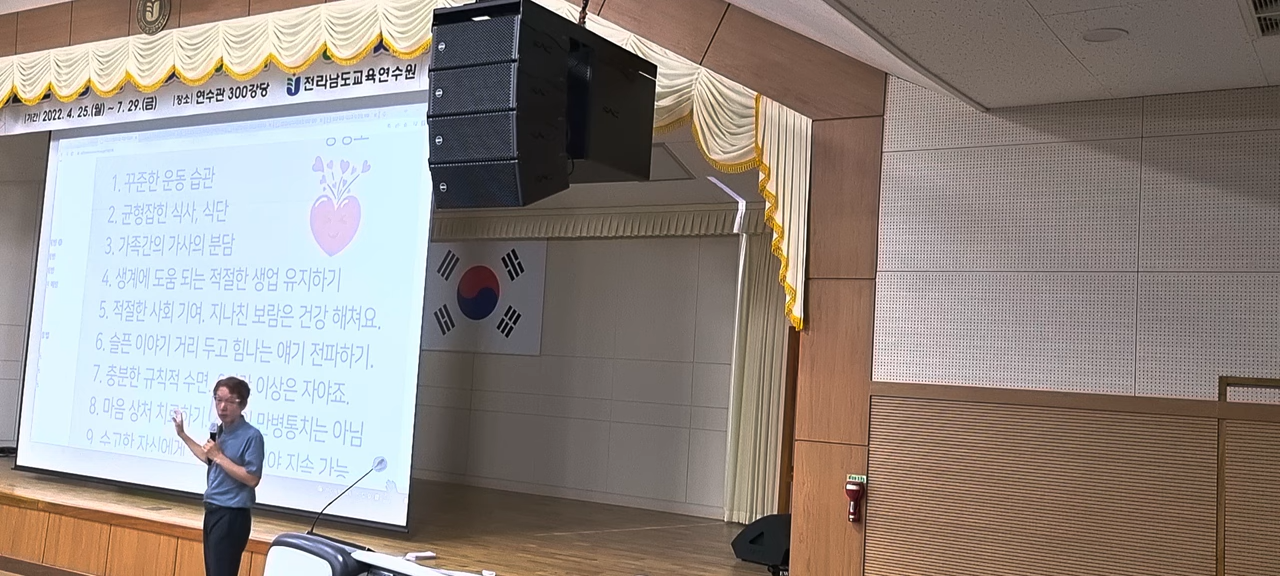 |기간| 2022. 4. 25.(월) ~ 7. 29.(금) |장소| 연수관 300강당 전라남도교육연수원
1. 꾸준한 운동 습관
2. 균형잡힌 식사, 식단
3. 가족간의 가사의 분담
4. 생계에 도움 되는 적절한 생업 유지하기
5. 적절한 사회 기여. 지나친 보람은 건강 해쳐요.
6. 슬픈 이야기 거리 두고 힘나는 얘기 전파하기.
7. 충분한 규칙적 수면, 이상은 자야죠.
8. 마음 상처 치료하기 만병통치는 아님
9. 수고한 자신에게 지속 가능